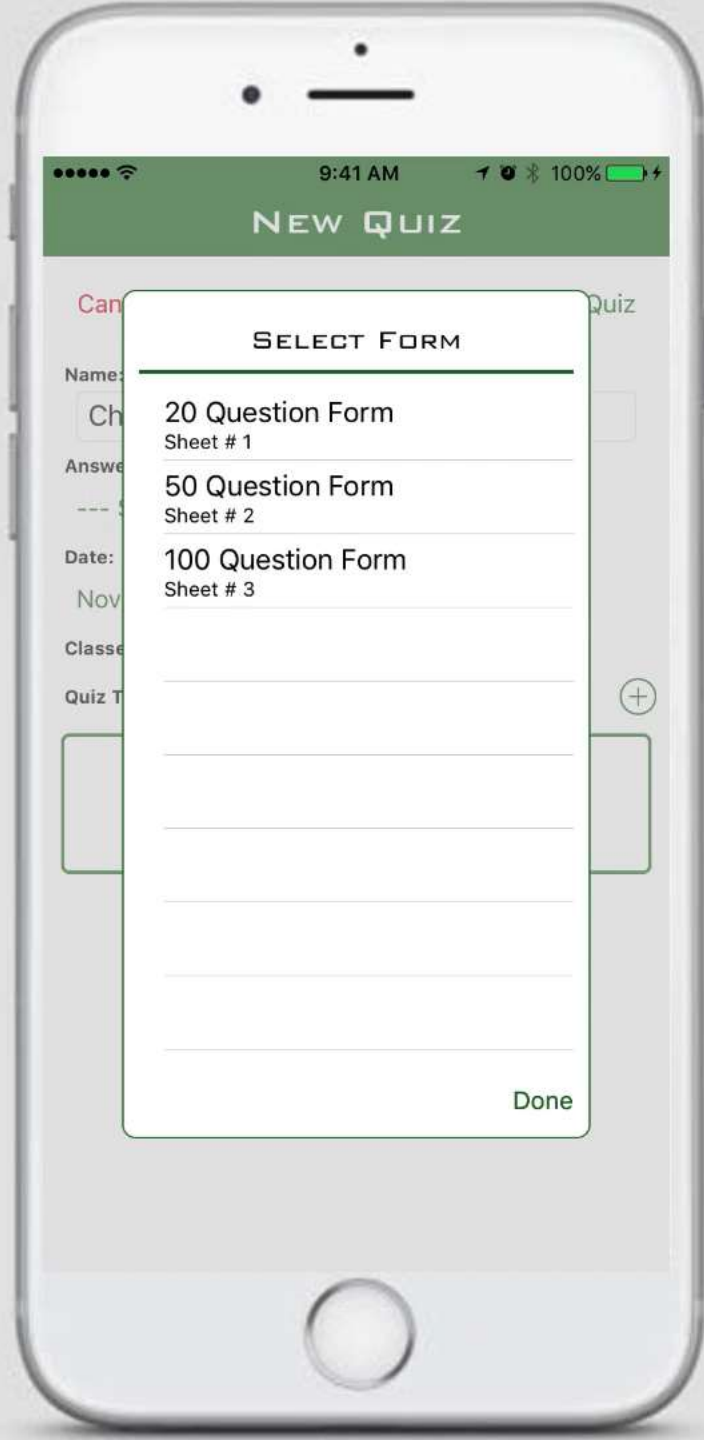 9:41 AM 100%
NEW QUIZ
Can Quiz
SELECT FORM
Name:
Ch
20 Question Form
Sheet # 1
Answe
---
50 Question Form
Sheet # 2
Date:
Nov
100 Question Form
Sheet # 3
Classe
Quiz T
Done